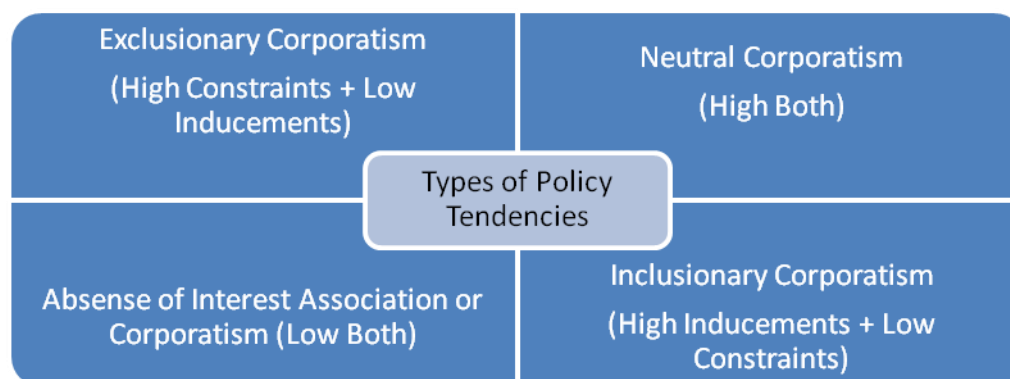 Exclusionary Corporatism
(High Constraints + Low
Inducements)
Neutral Corporatism
(High Both)
Types of Policy
Tendencies
Absense of Interest Association or
Corporatism (Low Both)
Inclusionary Corporatism
(High Inducements + Low
Constraints)